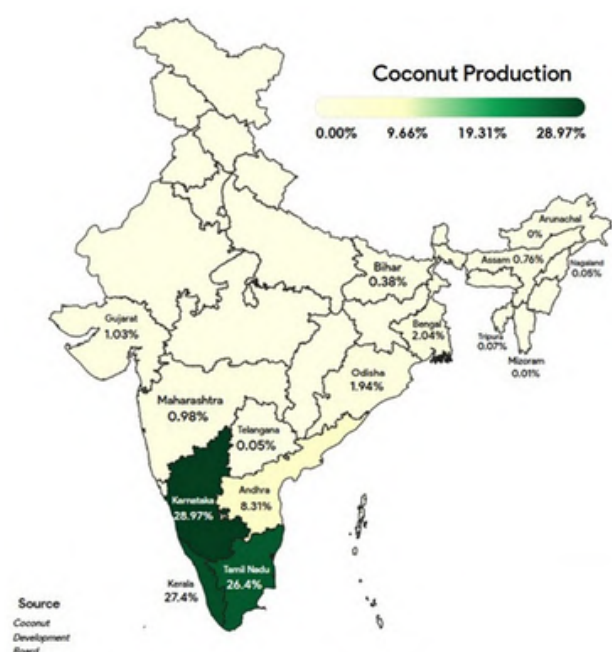 Coconut Production
0.00% 9.66% 19.31% 28.97%
Arunachal
0%
Assam 0.76%
Nagaland
0.05%
Bihar
0.38%
Gujarat
1.03%
Bengal
2.04%
Tripura
0.07%
Mizoram
0.01%
Odisha
1.94%
Maharashtra
0.98%
Telangana
0.05%
Andhra
8.31%
Karnataka
28.97%
Kerala
27.4%
Tamil Nadu
26.4%
Source
Coconut
Development
Board